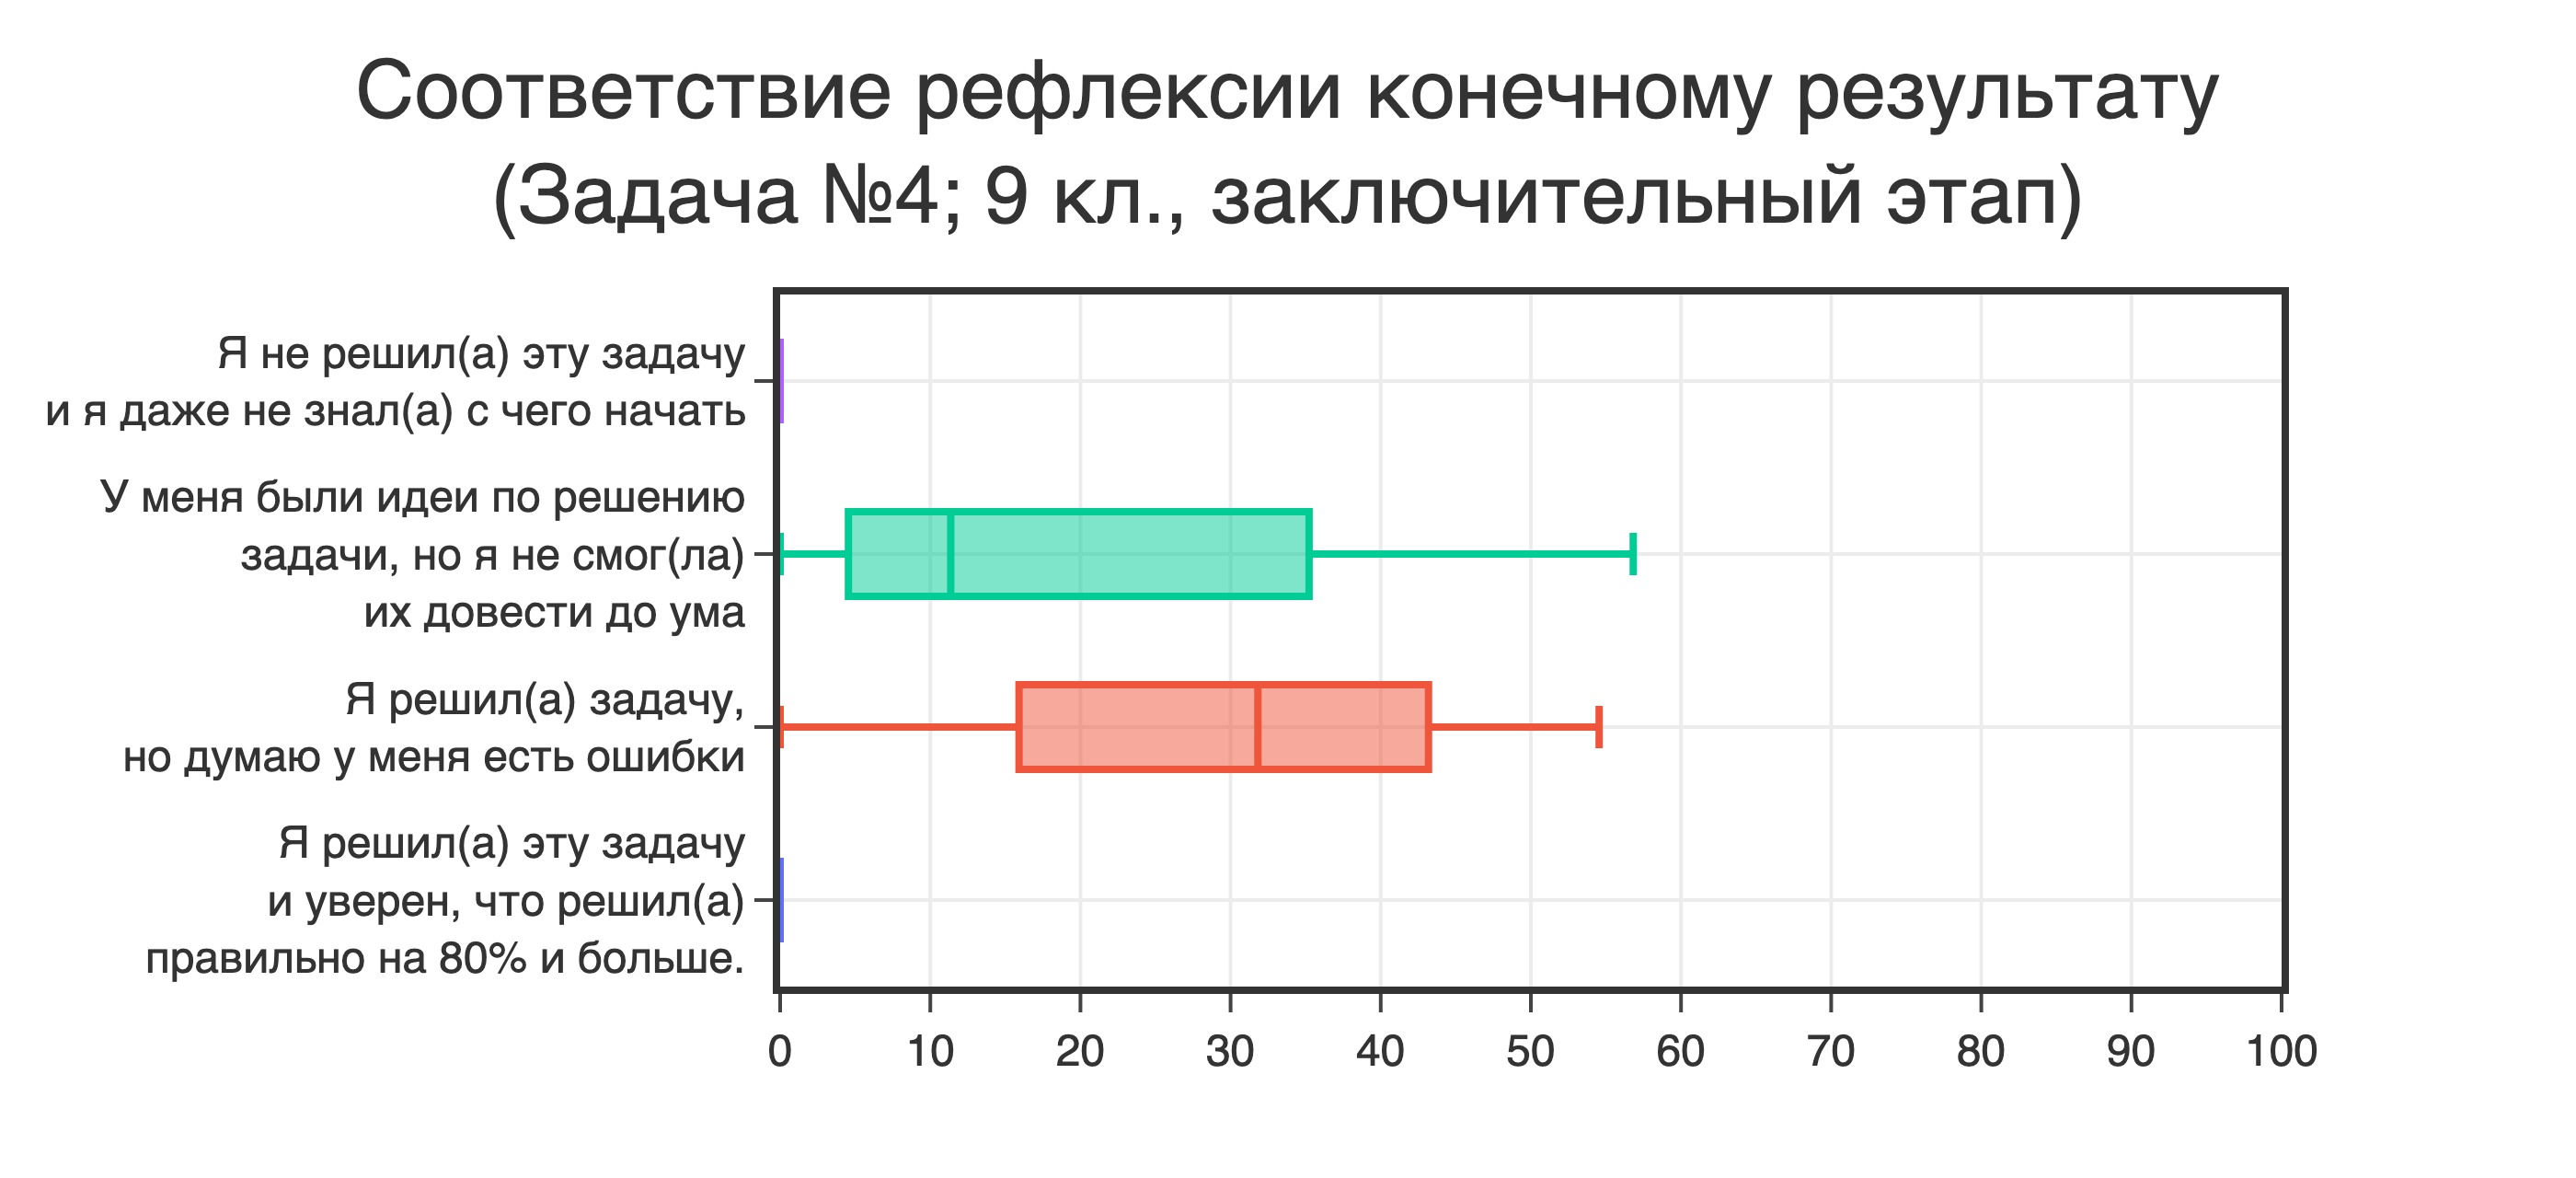 Соответствие рефлексии конечному результату
(Задача №4; 9 кл., заключительный этап)
Я не решил(а) эту задачу
и я даже не знал(а) с чего начать
У меня были идеи по решению
задачи, но я не смог(ла)
их довести до ума
Я решил(а) задачу,
но думаю у меня есть ошибки
Я решил(а) эту задачу
и уверен, что решил(а)
правильно на 80% и больше.
0 10 20 30 40 50 60 70 80 90 100